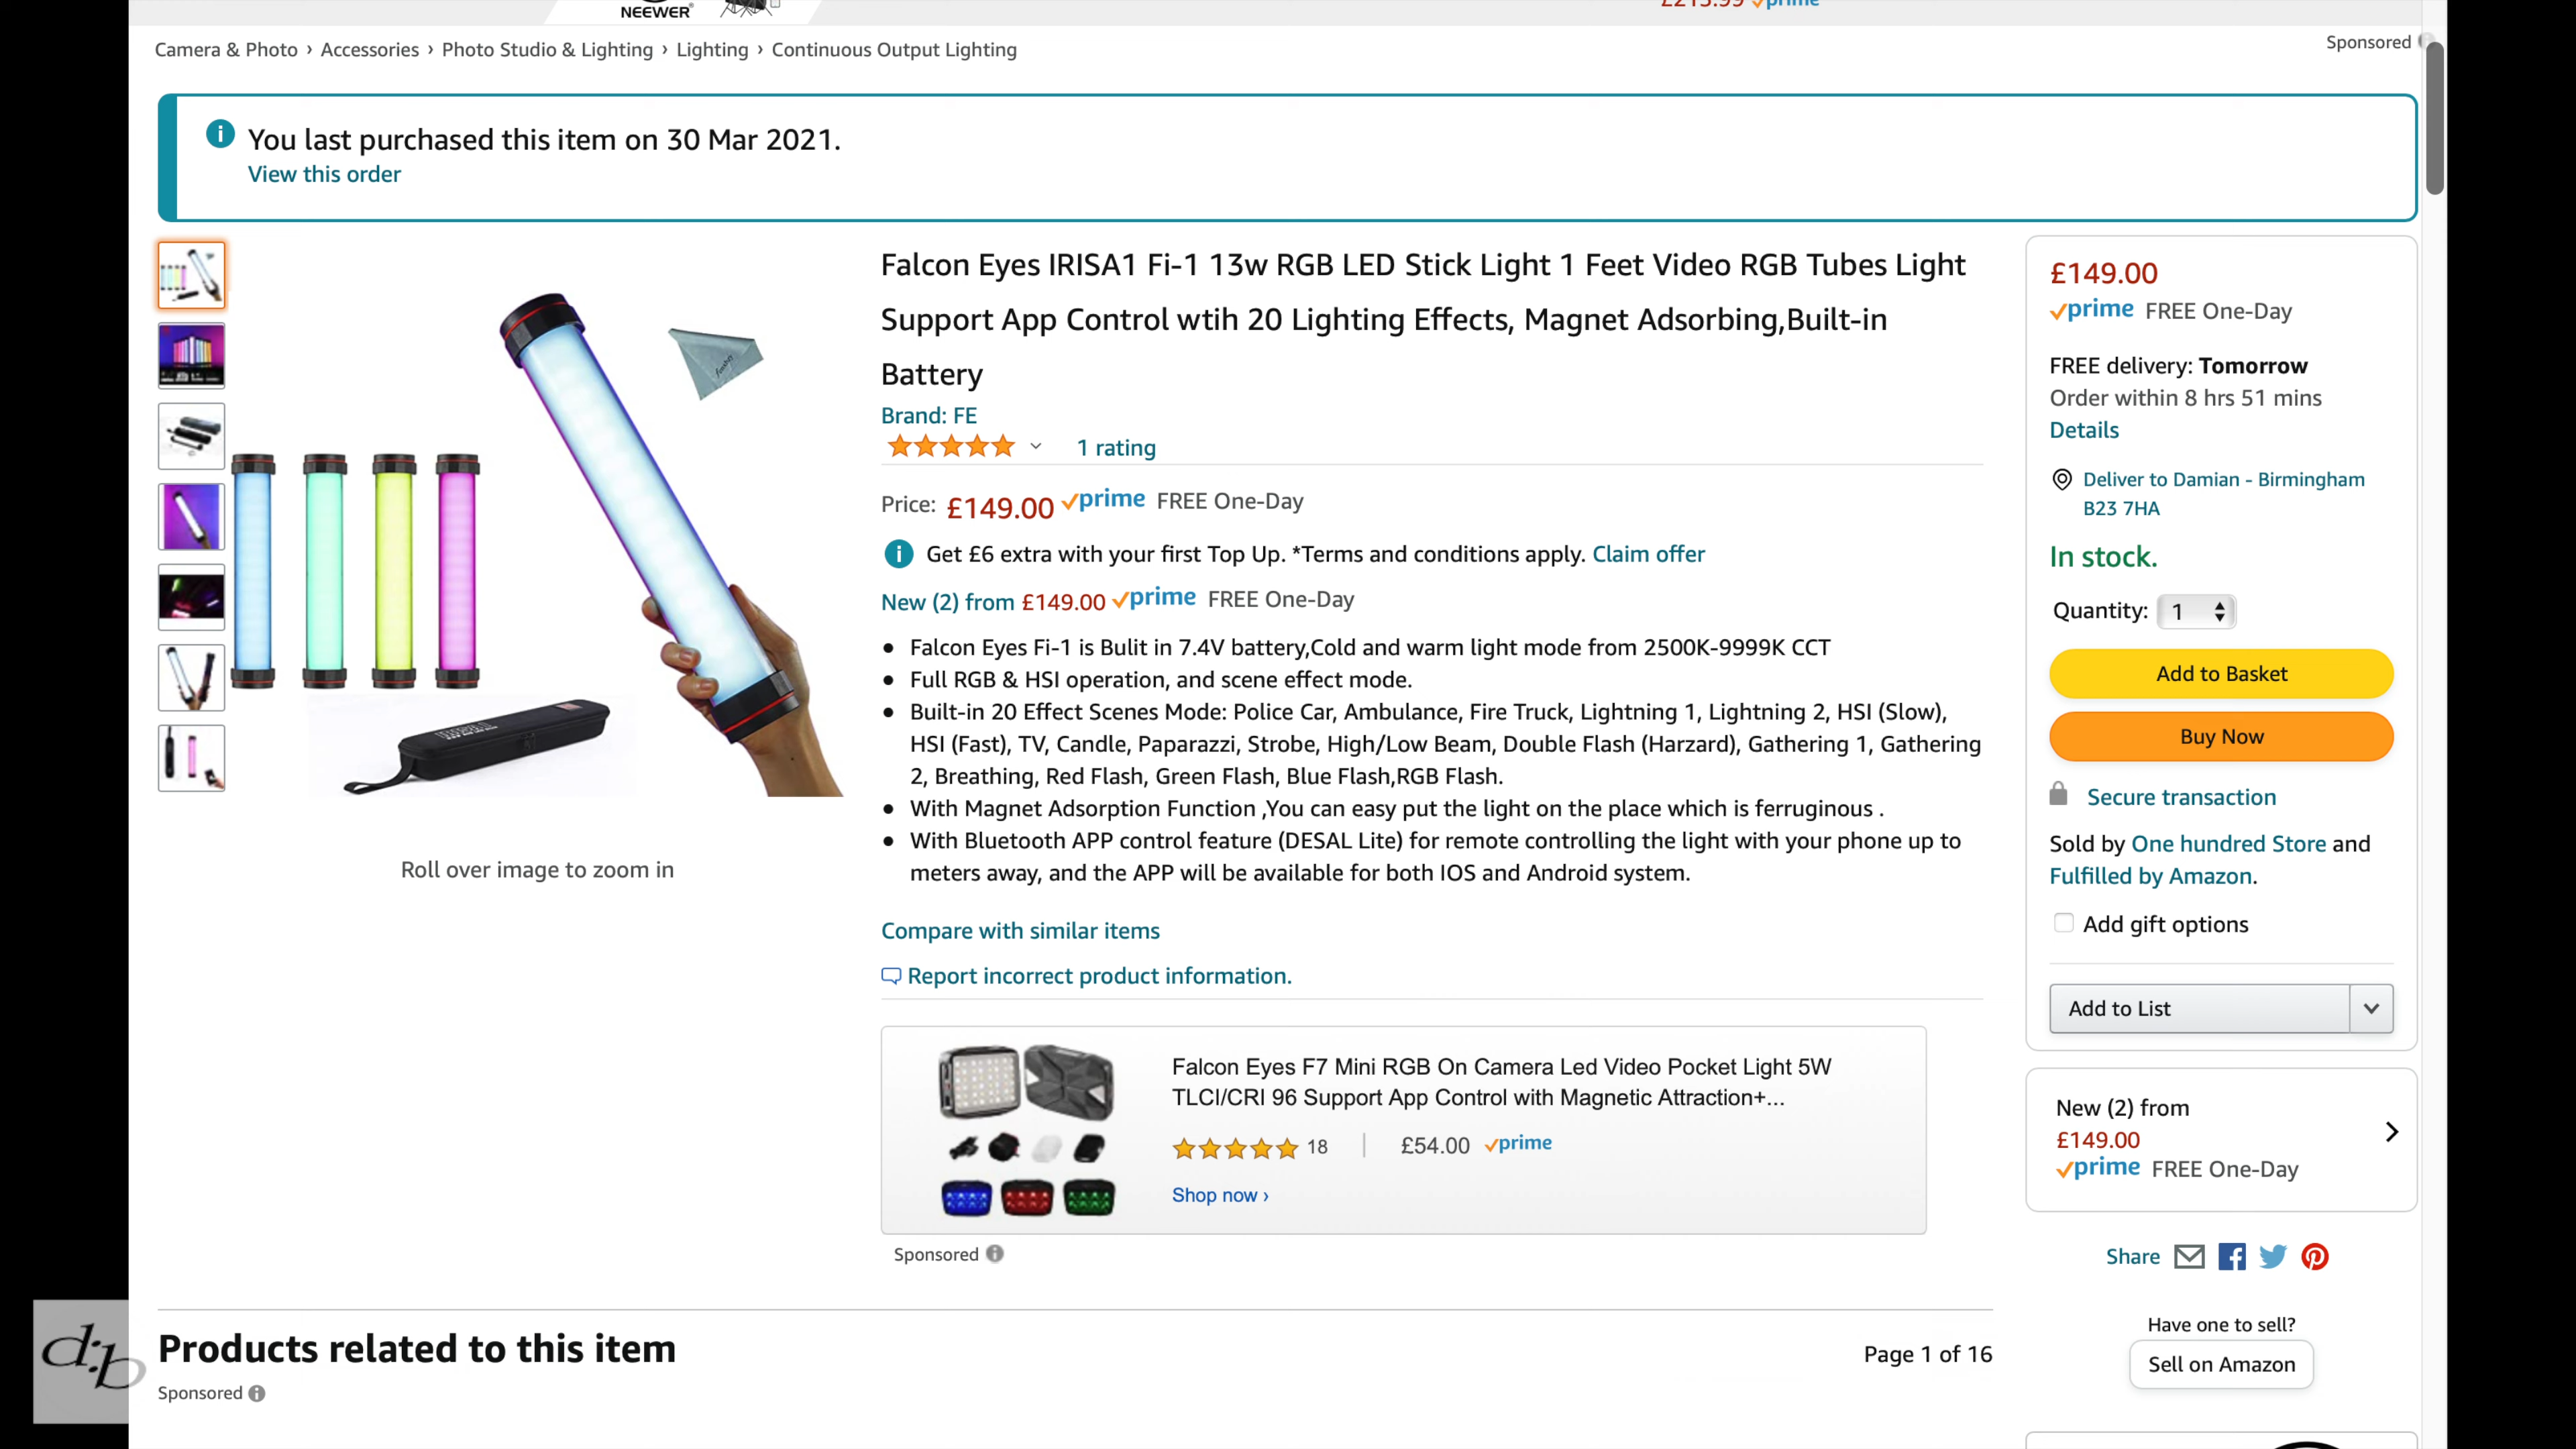 NEEWER
prime
Camera & Photo › Accessories › Photo Studio & Lighting › Lighting › Continuous Output Lighting
Sponsored
You last purchased this item on 30 Mar 2021.
View this order
Falcon Eyes IRISA1 Fi-1 13w RGB LED Stick Light 1 Feet Video RGB Tubes Light
Support App Control wtih 20 Lighting Effects, Magnet Adsorbing,Built-in
Battery
Brand: FE
1 rating
Price: £149.00 prime FREE One-Day
Get £6 extra with your first Top Up. *Terms and conditions apply. Claim offer
New (2) from £149.00 prime FREE One-Day
• Falcon Eyes Fi-1 is Bulit in 7.4V battery,Cold and warm light mode from 2500K-9999K CCT
• Full RGB & HSI operation, and scene effect mode.
• Built-in 20 Effect Scenes Mode: Police Car, Ambulance, Fire Truck, Lightning 1, Lightning 2, HSI (Slow),
HSI (Fast), TV, Candle, Paparazzi, Strobe, High/Low Beam, Double Flash (Harzard), Gathering 1, Gathering
2, Breathing, Red Flash, Green Flash, Blue Flash,RGB Flash.
• With Magnet Adsorption Function ,You can easy put the light on the place which is ferruginous .
• With Bluetooth APP control feature (DESAL Lite) for remote controlling the light with your phone up to
meters away, and the APP will be available for both IOS and Android system.
Roll over image to zoom in
Compare with similar items
Report incorrect product information.
Falcon Eyes F7 Mini RGB On Camera Led Video Pocket Light 5W
TLCI/CRI 96 Support App Control with Magnetic Attraction+...
18 | £54.00 prime
Shop now ›
Sponsored
£149.00
prime FREE One-Day
FREE delivery: Tomorrow
Order within 8 hrs 51 mins
Details
Deliver to Damian - Birmingham
B23 7HA
In stock.
Quantity: 1
Add to Basket
Buy Now
Secure transaction
Sold by One hundred Store and
Fulfilled by Amazon.
Add gift options
Add to List
New (2) from
£149.00
prime FREE One-Day
Share
Have one to sell?
Sell on Amazon
Products related to this item
Page 1 of 16
Sponsored
d:b